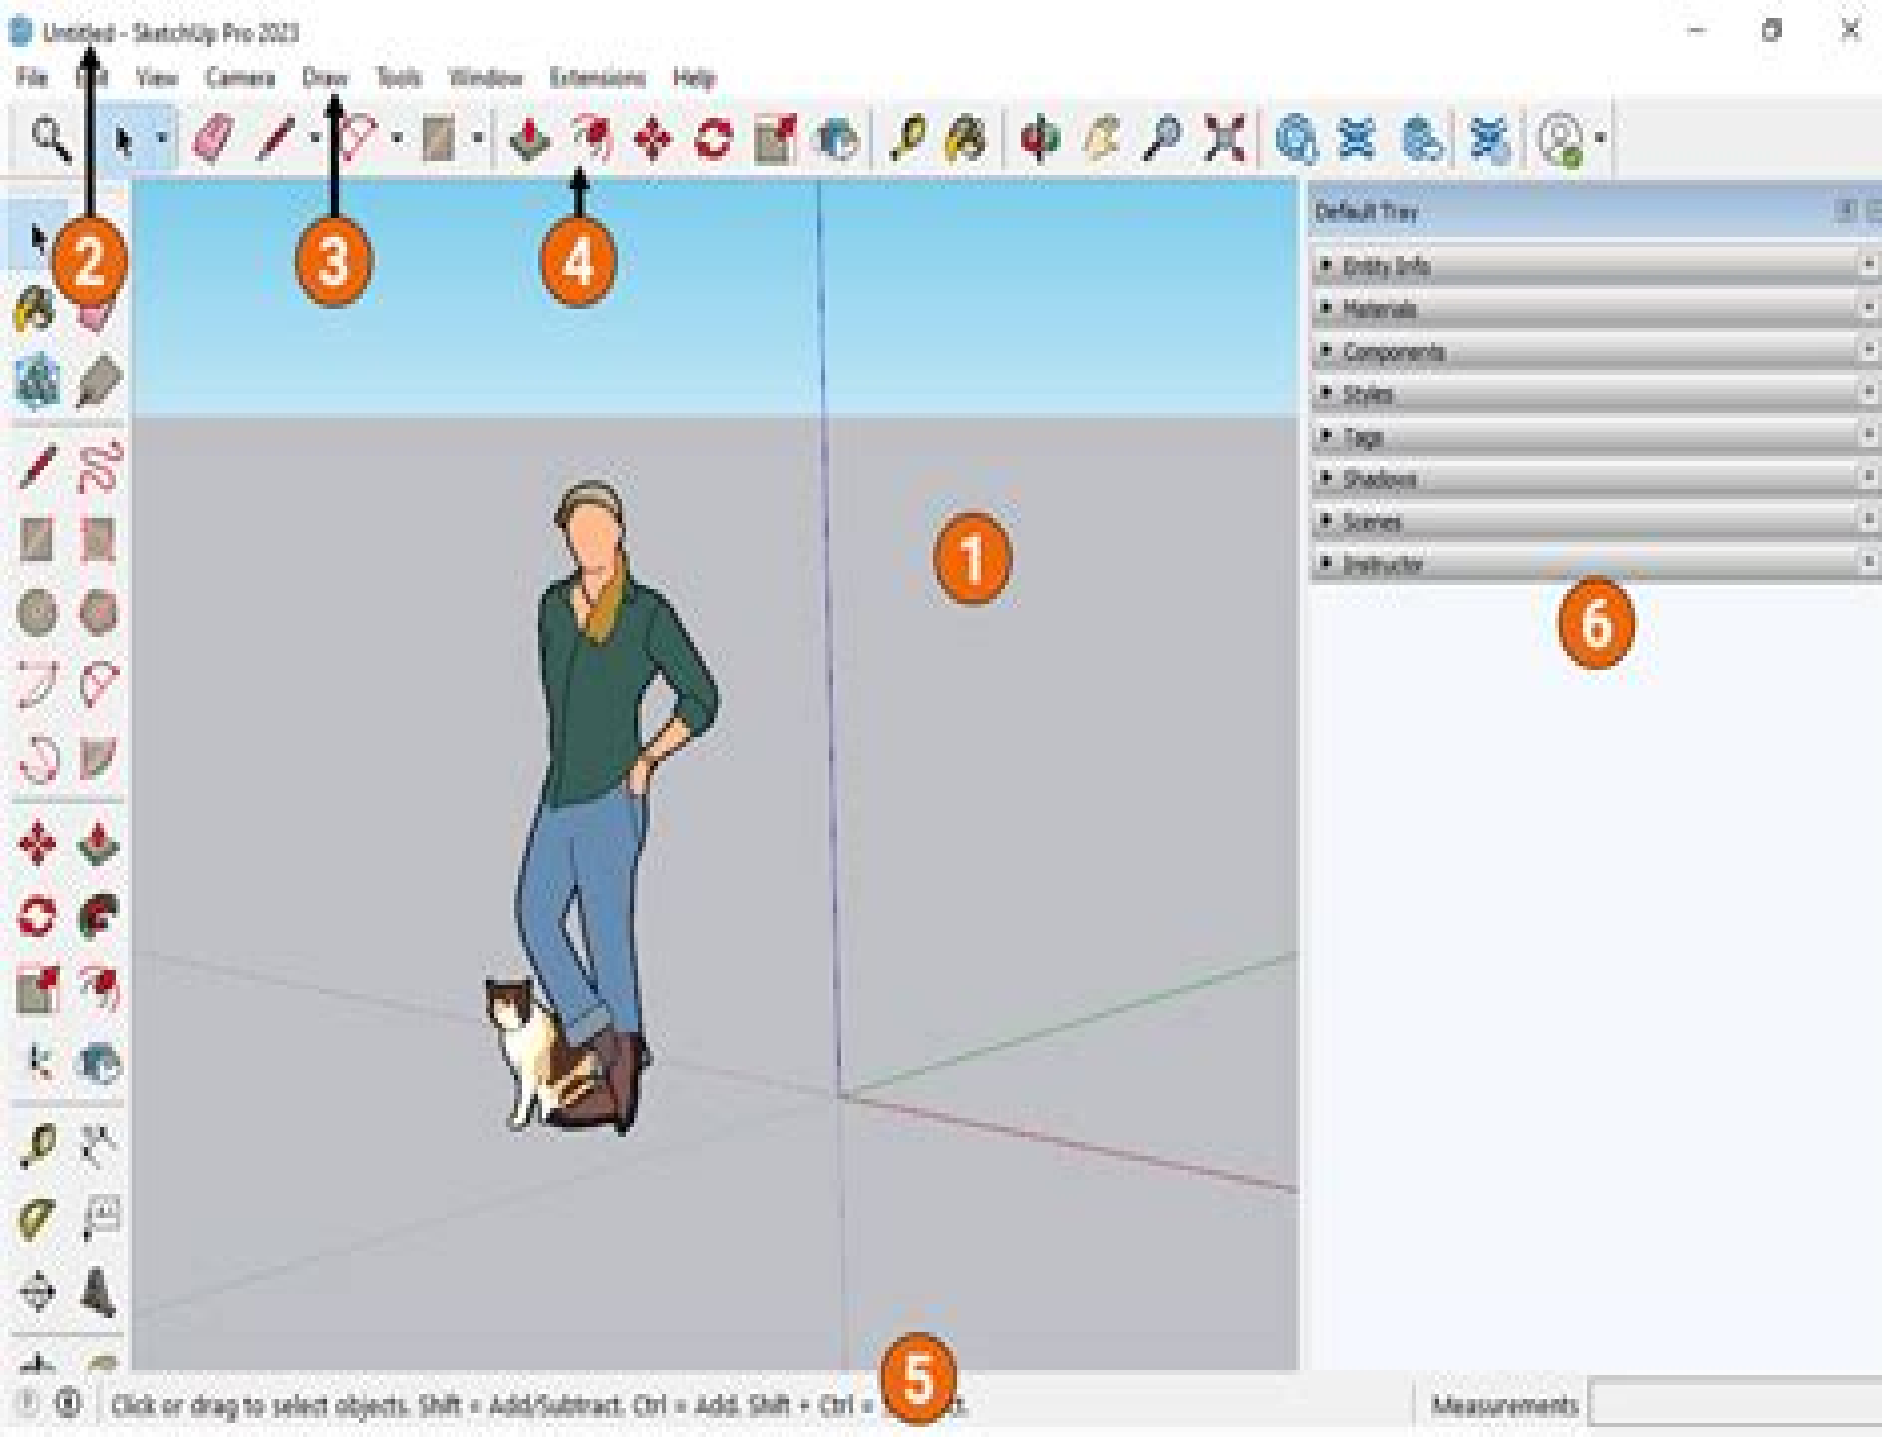 Untitled - SketchUp Pro 2023
File View Camera Draw Tools Window Extensions Help
2
3
4
Default Tray
Entity Info
Materials
Components
Styles
Tags
Shadows
Scenes
Instructor
1
6
5
Click or drag to select objects. Shift = Add/Subtract. Ctrl = Add. Shift + Ctrl =
Measurements